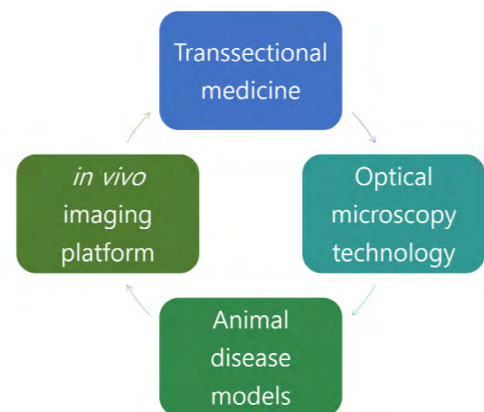 Transsectional
medicine
Optical
microscopy
technology
Animal
disease
models
in vivo
imaging
platform